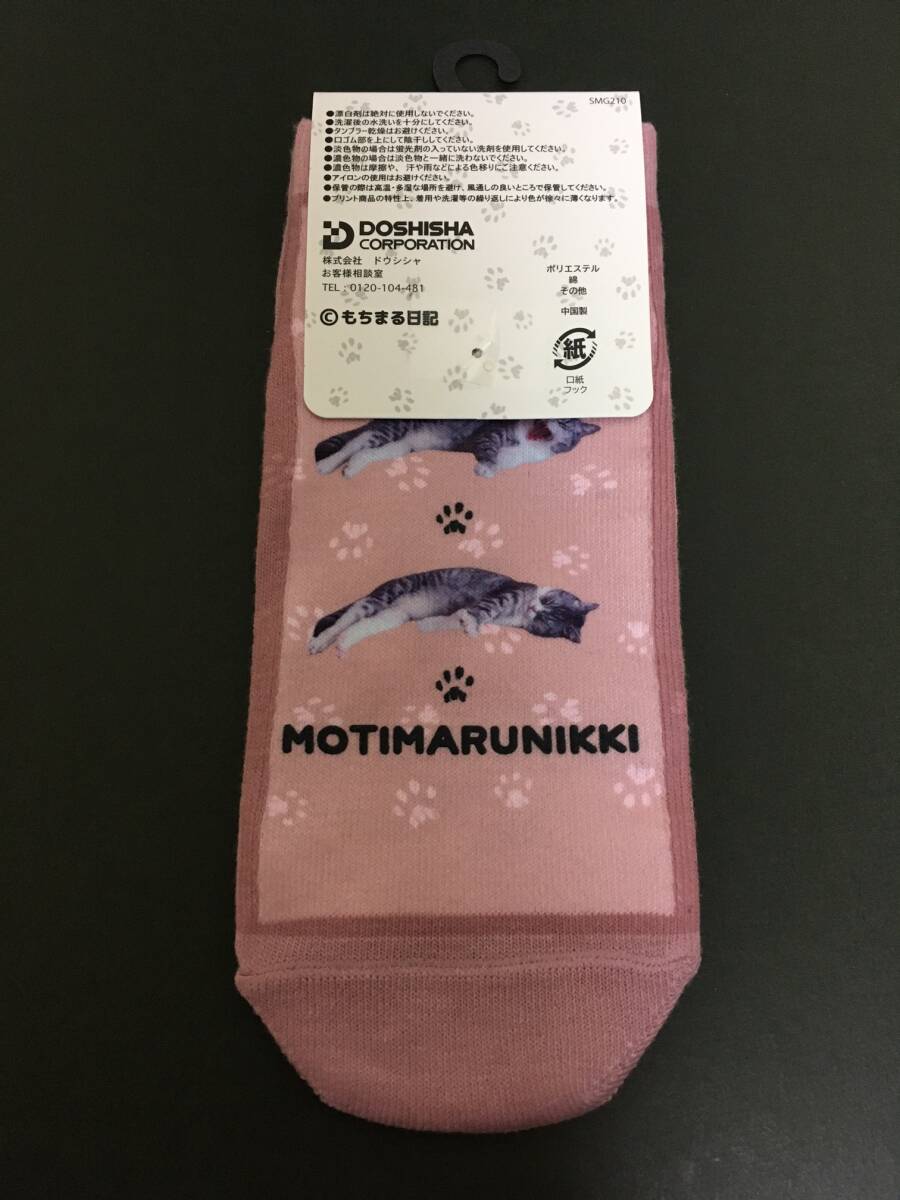 SMG210
●漂白剤は絶対に使用しないでください。
●洗濯後の水洗いを十分にしてください。
●タンブラー乾燥はお避けください。
●口ゴム部を上にして陰干ししてください。
●淡色物の場合は蛍光剤の入っていない洗剤を使用してください。
●濃色物の場合は淡色物と一緒に洗わないでください。
●濃色物は摩擦や、汗や雨などによる色移りにご注意ください。
●アイロンの使用はお避けください。
●保管の際は高温・多湿な場所を避け、風通しの良いところで保管してください。
●プリント商品の特性上、着用や洗濯等の繰り返しにより色が徐々に薄くなります。
DOSHISHA
CORPORATION
株式会社 ドウシシャ
お客様相談室
TEL:0120-104-481
©もちまる日記
ポリエステル
綿
その他
中国製
紙
口紙
フック
MOTIMARUNIKKI